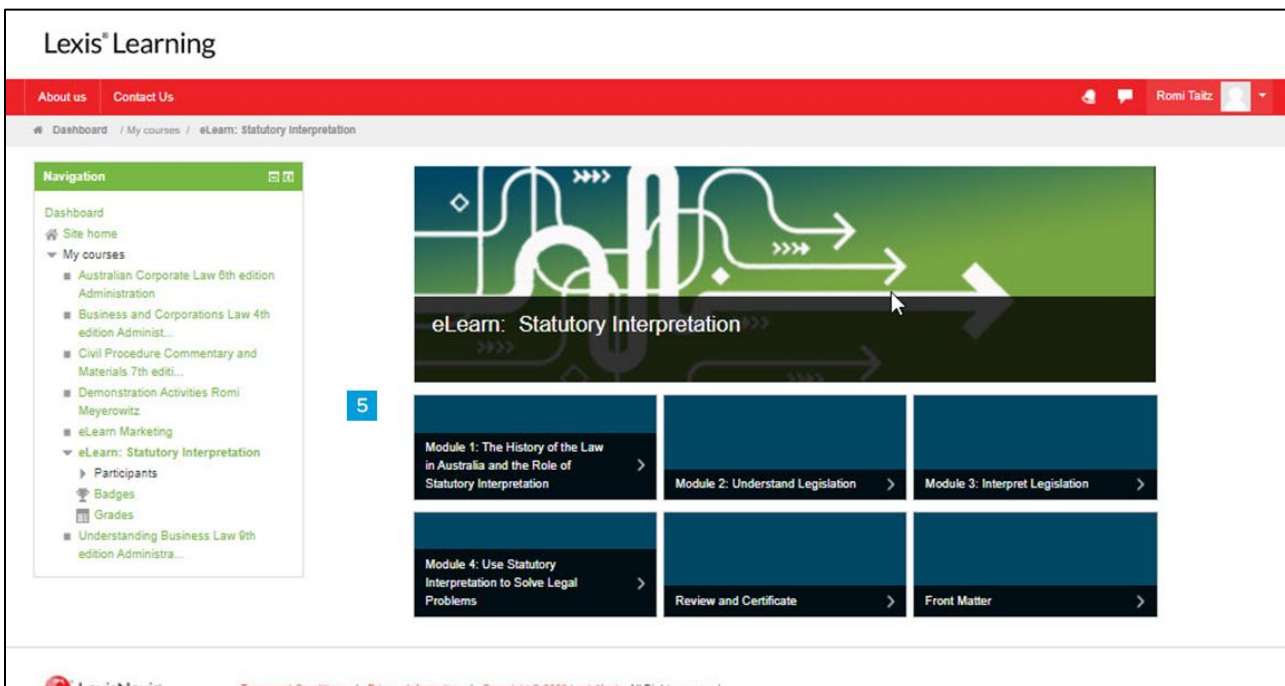 Lexis® Learning
About us Contact Us Romi Taitz
Dashboard / My courses / eLearn: Statutory Interpretation
Navigation
Dashboard
Site home
My courses
Australian Corporate Law 6th edition
Administration
Business and Corporations Law 4th
edition Administ...
Civil Procedure Commentary and
Materials 7th editi...
Demonstration Activities Romi
Meyerowitz
eLearn Marketing
eLearn: Statutory Interpretation
Participants
Badges
Grades
Understanding Business Law 9th
edition Administra...
eLearn: Statutory Interpretation
5
Module 1: The History of the Law
in Australia and the Role of
Statutory Interpretation
Module 2: Understand Legislation
Module 3: Interpret Legislation
Module 4: Use Statutory
Interpretation to Solve Legal
Problems
Review and Certificate
Front Matter